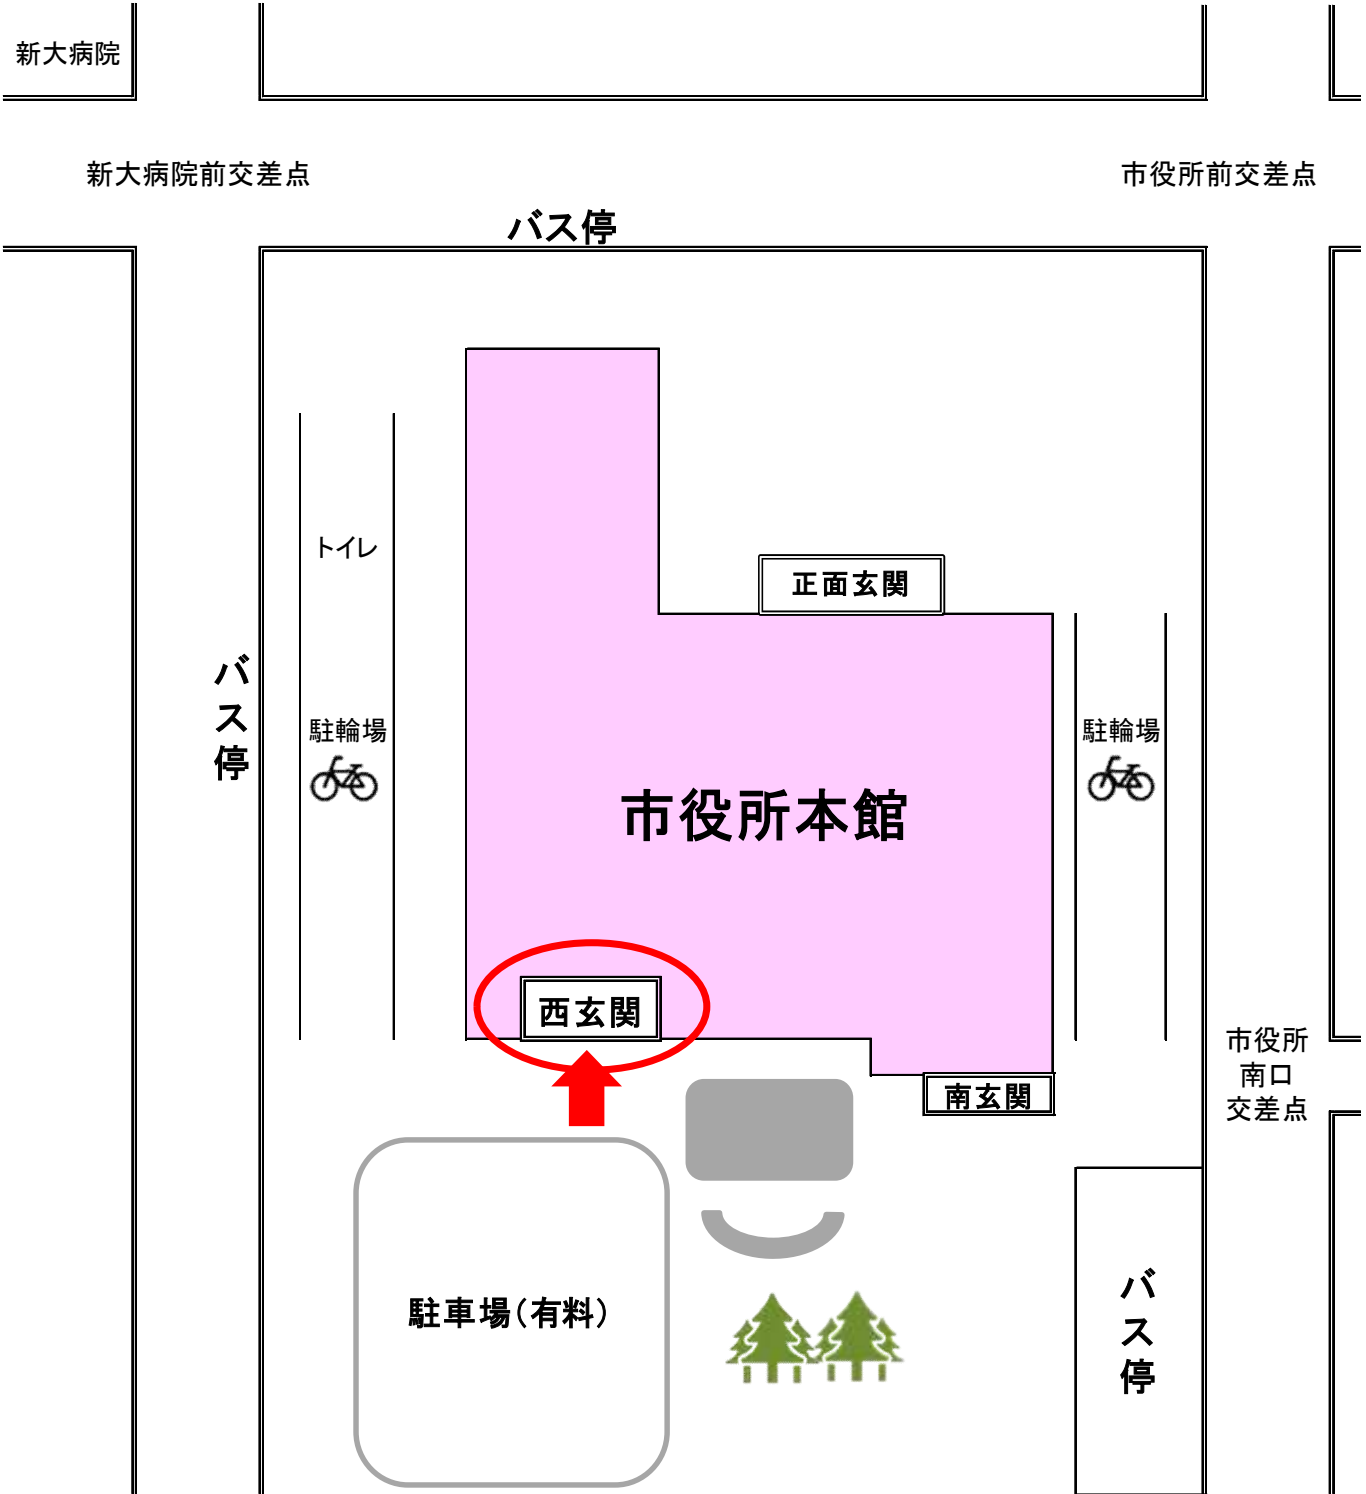 新大病院
新大病院前交差点
市役所前交差点
バス停
トイレ
正面玄関
バス停
駐輪場
駐輪場
市役所本館
西玄関
南玄関
市役所
南口
交差点
駐車場(有料)
バス停